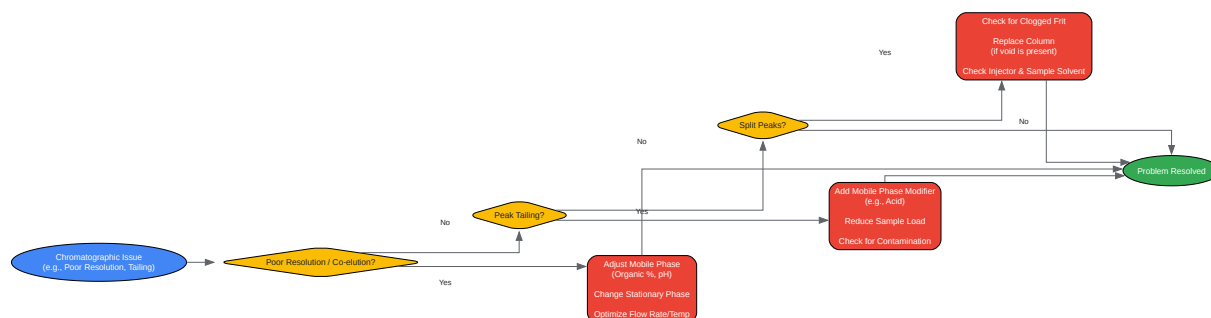 Chromatographic Issue
(e.g., Poor Resolution, Tailing)
Poor Resolution / Co-elution?
No
Yes
Peak Tailing?
No
Yes
Adjust Mobile Phase
(Organic %, pH)
Change Stationary Phase
Optimize Flow Rate/Temp
Split Peaks?
Yes
No
Add Mobile Phase Modifier
(e.g., Acid)
Reduce Sample Load
Check for Contamination
Check for Clogged Frit
Replace Column
(if void is present)
Check Injector & Sample Solvent
Problem Resolved